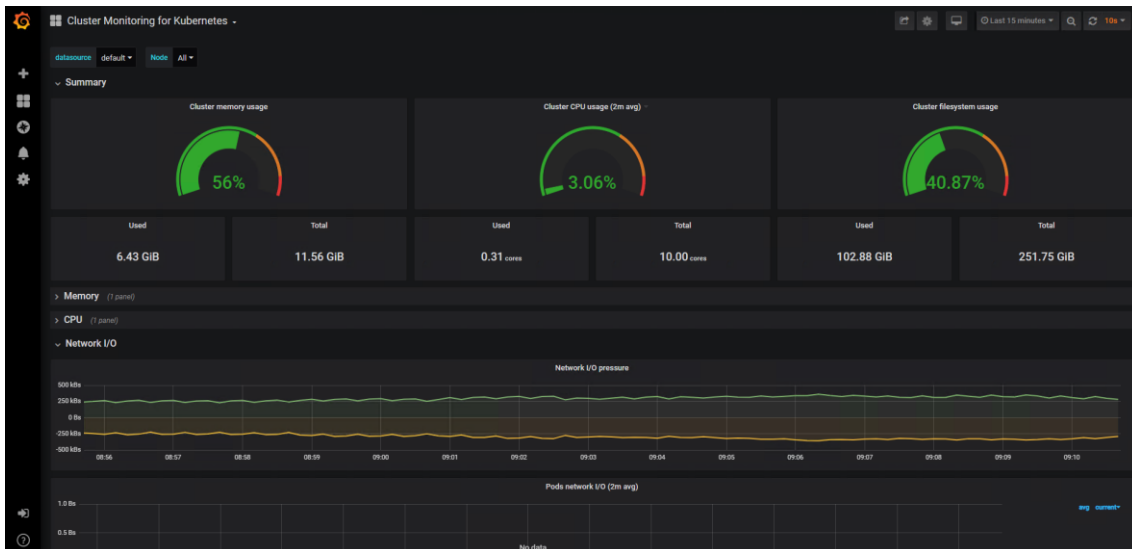 Cluster Monitoring for Kubernetes
Last 15 minutes
10s
datasource default Node All
Summary
Cluster memory usage
Cluster CPU usage (2m avg)
Cluster filesystem usage
56%
3.06%
40.87%
Used
Total
Used
Total
Used
Total
6.43 GiB
11.56 GiB
0.31 cores
10.00 cores
102.88 GiB
251.75 GiB
Memory (1 panel)
CPU (1 panel)
Network I/O
Network I/O pressure
500 kBs
250 kBs
0 Bs
-250 kBs
-500 kBs
08:56 08:57 08:58 08:59 09:00 09:01 09:02 09:03 09:04 09:05 09:06 09:07 09:08 09:09 09:10
Pods network I/O (2m avg)
1.0 Bs
avg current
0.5 Bs
No data